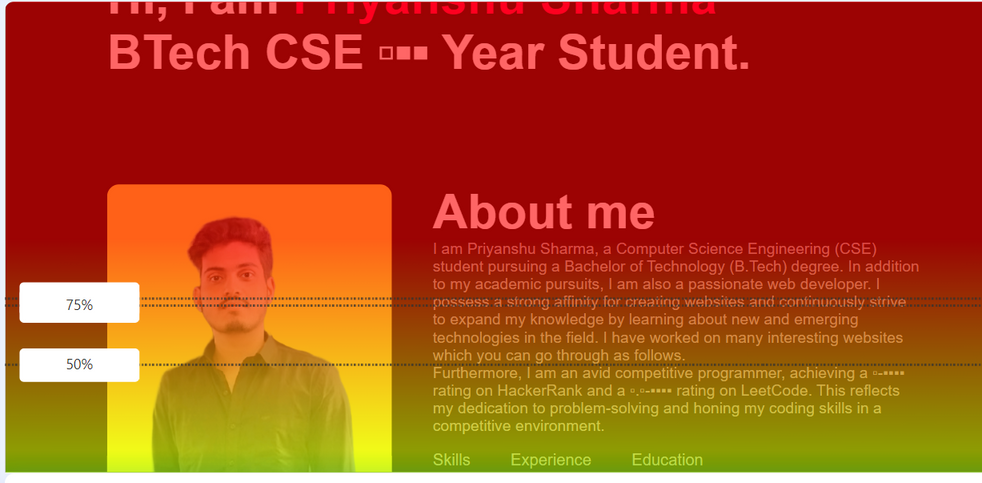 Hi, I am Priyanshu Sharma
BTech CSE Year Student.
About me
I am Priyanshu Sharma, a Computer Science Engineering (CSE)
student pursuing a Bachelor of Technology (B.Tech) degree. In addition
to my academic pursuits, I am also a passionate web developer. I
possess a strong affinity for creating websites and continuously strive
to expand my knowledge by learning about new and emerging
technologies in the field. I have worked on many interesting websites
which you can go through as follows.
Furthermore, I am an avid competitive programmer, achieving a
rating on HackerRank and a rating on LeetCode. This reflects
my dedication to problem-solving and honing my coding skills in a
competitive environment.
Skills Experience Education
75%
50%